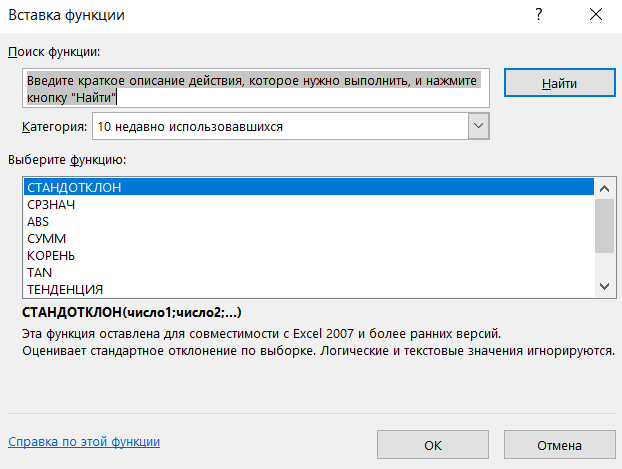 Вставка функции
?
Поиск функции:
Введите краткое описание действия, которое нужно выполнить, и нажмите
кнопку "Найти"
Найти
Категория:
10 недавно использовавшихся
Выберите функцию:
СТАНДОТКЛОН
СРЗНАЧ
ABS
СУММ
КОРЕНЬ
TAN
ТЕНДЕНЦИЯ
СТАНДОТКЛОН(число1;число2;...)
Эта функция оставлена для совместимости с Excel 2007 и более ранних версий.
Оценивает стандартное отклонение по выборке. Логические и текстовые значения игнорируются.
Справка по этой функции
ОК
Отмена